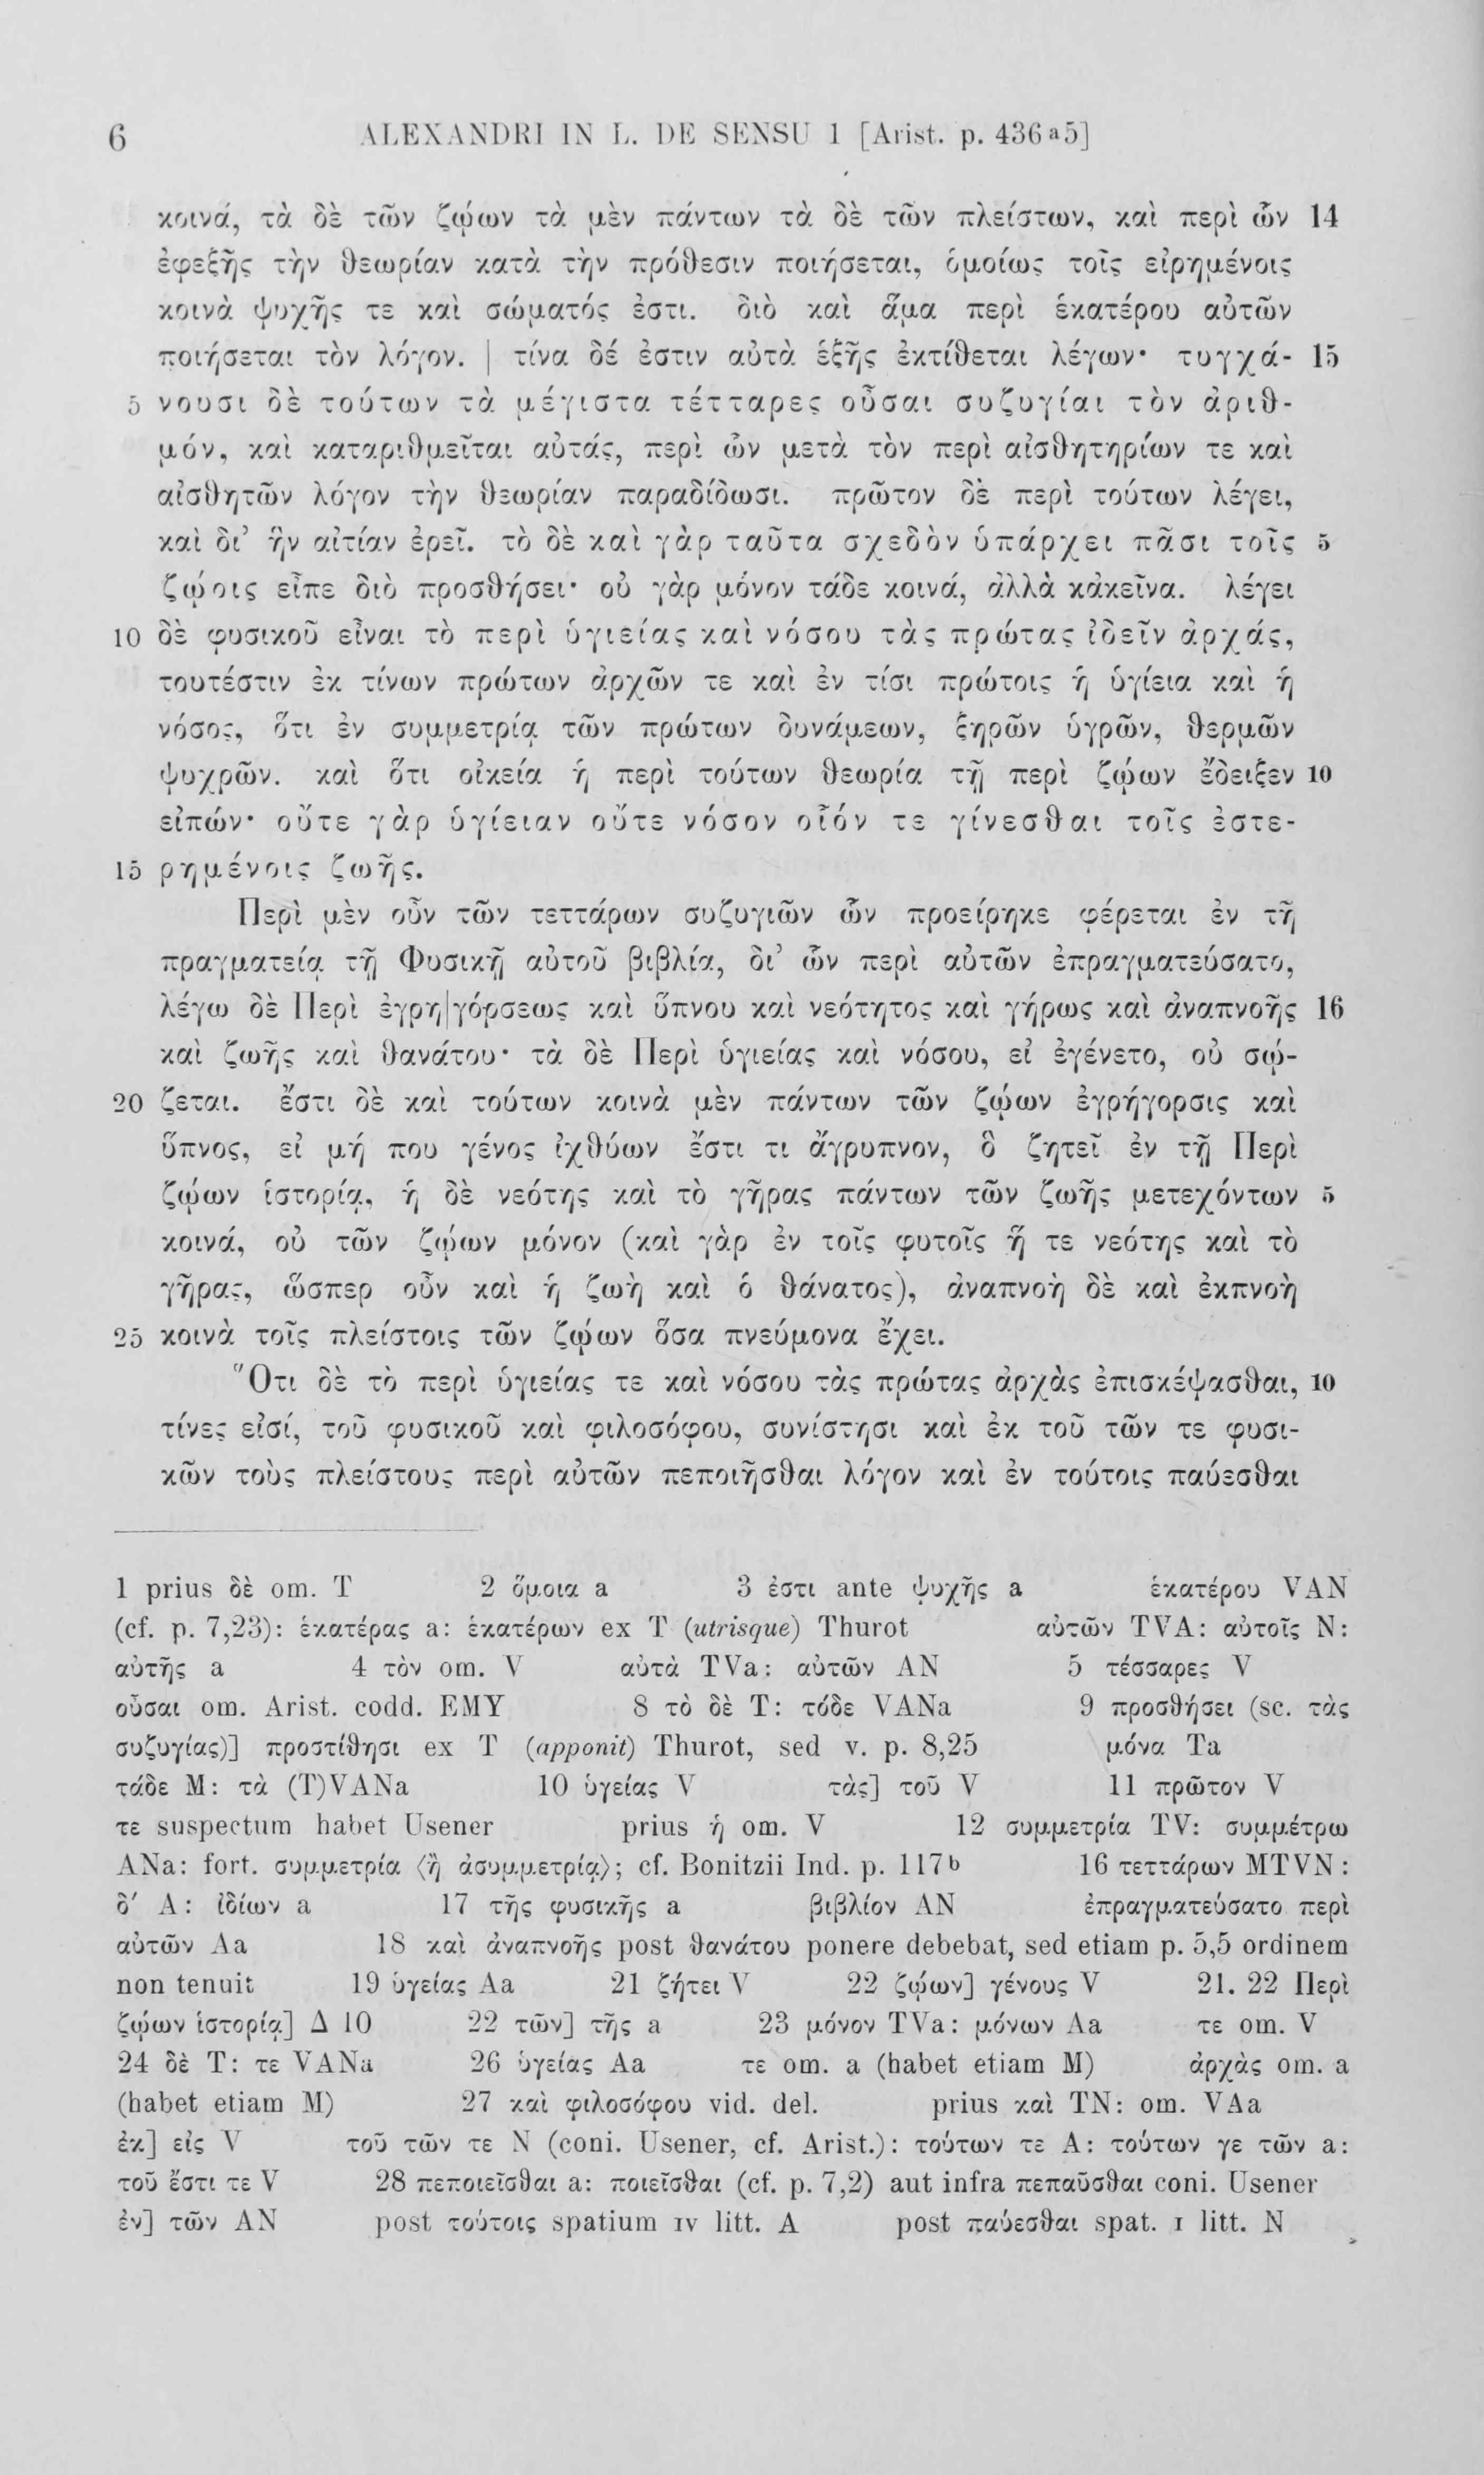 6 ALEXANDRI IN L. DE SENSU 1 [Arist. p. 436ᵃ5]
κοινά, τὰ δὲ τῶν ζῴων τὰ μὲν πάντων τὰ δὲ τῶν πλείστων, καὶ περὶ ὧν 14
ἐφεξῆς τὴν θεωρίαν κατὰ τὴν πρόθεσιν ποιήσεται, ὁμοίως τοῖς εἰρημένοις
κοινὰ ψυχῆς τε καὶ σώματός ἐστι. διὸ καὶ ἅμα περὶ ἑκατέρου αὐτῶν
ποιήσεται τὸν λόγον. | τίνα δέ ἐστιν αὐτὰ ἑξῆς ἐκτίθεται λέγων· τυγχά- 15
5 νουσι δὲ τούτων τὰ μέγιστα τέτταρες οὖσαι συζυγίαι τὸν ἀριθ-
μόν, καὶ καταριθμεῖται αὐτάς, περὶ ὧν μετὰ τὸν περὶ αἰσθητηρίων τε καὶ
αἰσθητῶν λόγον τὴν θεωρίαν παραδίδωσι. πρῶτον δὲ περὶ τούτων λέγει,
καὶ δι’ ἣν αἰτίαν ἐρεῖ. τὸ δὲ καὶ γὰρ ταῦτα σχεδὸν ὑπάρχει πᾶσι τοῖς 5
ζῴοις εἶπε διὸ προσθήσει· οὐ γὰρ μόνον τάδε κοινά, ἀλλὰ κἀκεῖνα. λέγει
10 δὲ φυσικοῦ εἶναι τὸ περὶ ὑγιείας καὶ νόσου τὰς πρώτας ἰδεῖν ἀρχάς,
τουτέστιν ἐκ τίνων πρώτων ἀρχῶν τε καὶ ἐν τίσι πρώτοις ἡ ὑγίεια καὶ ἡ
νόσος, ὅτι ἐν συμμετρίᾳ τῶν πρώτων δυνάμεων, ξηρῶν ὑγρῶν, θερμῶν
ψυχρῶν. καὶ ὅτι οἰκεία ἡ περὶ τούτων θεωρία τῇ περὶ ζῴων ἔδειξεν 10
εἰπών· οὔτε γὰρ ὑγίειαν οὔτε νόσον οἷόν τε γίνεσθαι τοῖς ἐστε-
15 ρημένοις ζωῆς.
Περὶ μὲν οὖν τῶν τεττάρων συζυγιῶν ὧν προείρηκε φέρεται ἐν τῇ
πραγματείᾳ τῇ Φυσικῇ αὐτοῦ βιβλία, δι’ ὧν περὶ αὐτῶν ἐπραγματεύσατο,
λέγω δὲ Περὶ ἐγρη|γόρσεως καὶ ὕπνου καὶ νεότητος καὶ γήρως καὶ ἀναπνοῆς 16
καὶ ζωῆς καὶ θανάτου· τὰ δὲ Περὶ ὑγιείας καὶ νόσου, εἰ ἐγένετο, οὐ σῴ-
20 ζεται. ἔστι δὲ καὶ τούτων κοινὰ μὲν πάντων τῶν ζῴων ἐγρήγορσις καὶ
ὕπνος, εἰ μή που γένος ἰχθύων ἔστι τι ἄγρυπνον, ὃ ζητεῖ ἐν τῇ Περὶ
ζῴων ἱστορίᾳ, ἡ δὲ νεότης καὶ τὸ γῆρας πάντων τῶν ζωῆς μετεχόντων 5
κοινά, οὐ τῶν ζῴων μόνον (καὶ γὰρ ἐν τοῖς φυτοῖς ἥ τε νεότης καὶ τὸ
γῆρας, ὥσπερ οὖν καὶ ἡ ζωὴ καὶ ὁ θάνατος), ἀναπνοὴ δὲ καὶ ἐκπνοὴ
25 κοινὰ τοῖς πλείστοις τῶν ζῴων ὅσα πνεύμονα ἔχει.
Ὅτι δὲ τὸ περὶ ὑγιείας τε καὶ νόσου τὰς πρώτας ἀρχὰς ἐπισκέψασθαι, 10
τίνες εἰσί, τοῦ φυσικοῦ καὶ φιλοσόφου, συνίστησι καὶ ἐκ τοῦ τῶν τε φυσι-
κῶν τοὺς πλείστους περὶ αὐτῶν πεποιῆσθαι λόγον καὶ ἐν τούτοις παύεσθαι
1 prius δὲ om. T 2 ὅμοια a 3 ἐστι ante ψυχῆς a ἑκατέρου VAN
(cf. p. 7,23): ἑκατέρας a: ἑκατέρων ex T (utrisque) Thurot αὐτῶν TVA: αὐτοῖς N:
αὐτῆς a 4 τὸν om. V αὐτὰ TVa: αὐτῶν AN 5 τέσσαρες V
οὖσαι om. Arist. codd. EMY 8 τὸ δὲ T: τόδε VANa 9 προσθήσει (sc. τὰς
συζυγίας)] προστίθησι ex T (apponit) Thurot, sed v. p. 8,25 μόνα Ta
τάδε M: τὰ (T)VANa 10 ὑγείας V τὰς] τοῦ V 11 πρῶτον V
τε suspectum habet Usener prius ἡ om. V 12 συμμετρία TV: συμμέτρω
ANa: fort. συμμετρίᾳ ⟨ἢ ἀσυμμετρίᾳ⟩; cf. Bonitzii Ind. p. 117ᵇ 16 τεττάρων MTVN:
δ′ A: ἰδίων a 17 τῆς φυσικῆς a βιβλίον AN ἐπραγματεύσατο περὶ
αὐτῶν Aa 18 καὶ ἀναπνοῆς post θανάτου ponere debebat, sed etiam p. 5,5 ordinem
non tenuit 19 ὑγείας Aa 21 ζήτει V 22 ζῴων] γένους V 21. 22 Περὶ
ζῴων ἱστορίᾳ] Δ 10 22 τῶν] τῆς a 23 μόνον TVa: μόνων Aa τε om. V
24 δὲ T: τε VANa 26 ὑγείας Aa τε om. a (habet etiam M) ἀρχὰς om. a
(habet etiam M) 27 καὶ φιλοσόφου vid. del. prius καὶ TN: om. VAa
ἐκ] εἰς V τοῦ τῶν τε N (coni. Usener, cf. Arist.): τούτων τε A: τούτων γε τῶν a:
τοῦ ἔστι τε V 28 πεποιεῖσθαι a: ποιεῖσθαι (cf. p. 7,2) aut infra πεπαῦσθαι coni. Usener
ἐν] τῶν AN post τούτοις spatium IV litt. A post παύεσθαι spat. I litt. N